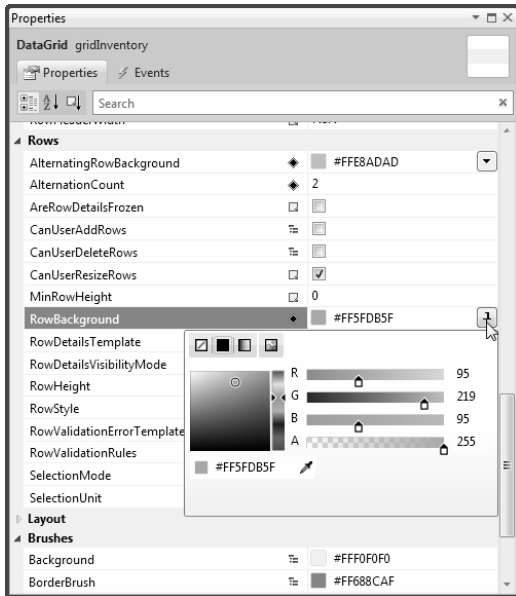 Properties
DataGrid gridInventory
Properties Events
Search
Rows
AlternatingRowBackground #FFE8ADAD
AlternationCount 2
AreRowDetailsFrozen
CanUserAddRows
CanUserDeleteRows
CanUserResizeRows
MinRowHeight 0
RowBackground #FF5FDB5F
RowDetailsTemplate
RowDetailsVisibilityMode
RowHeight
RowStyle
RowValidationErrorTemplate
RowValidationRules
SelectionMode
SelectionUnit
R 95
G 219
B 95
A 255
#FF5FDB5F
Layout
Brushes
Background #FFF0F0F0
BorderBrush #FF688CAF